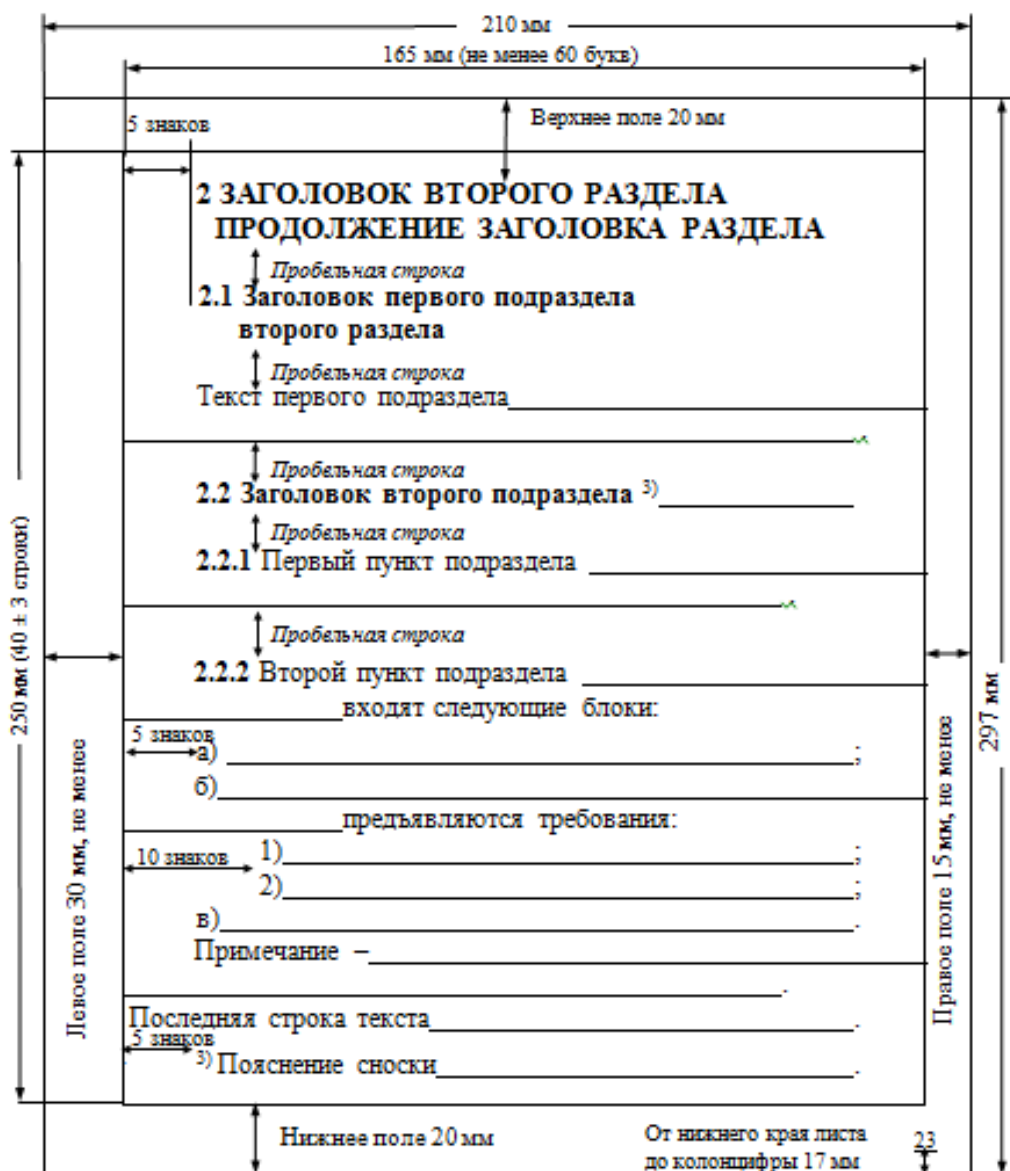 210 мм
165 мм (не менее 60 букв)
5 знаков
Верхнее поле 20 мм
2 ЗАГОЛОВОК ВТОРОГО РАЗДЕЛА
ПРОДОЛЖЕНИЕ ЗАГОЛОВКА РАЗДЕЛА
Пробельная строка
2.1 Заголовок первого подраздела
второго раздела
Пробельная строка
Текст первого подраздела
Пробельная строка
2.2 Заголовок второго подраздела 3)
Пробельная строка
2.2.1 Первый пункт подраздела
Пробельная строка
2.2.2 Второй пункт подраздела
входят следующие блоки:
5 знаков
а) ;
б)
предъявляются требования:
10 знаков
1) ;
2) ;
в) .
Примечание –
.
Последняя строка текста .
5 знаков
3) Пояснение сноски .
250 мм (40 ± 3 строки)
Левое поле 30 мм, не менее
Правое поле 15 мм, не менее
297 мм
Нижнее поле 20 мм
От нижнего края листа
до колонцифры 17 мм
23